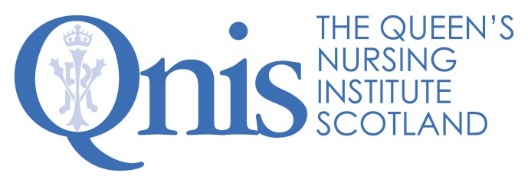 Qnis
THE QUEEN'S
NURSING
INSTITUTE
SCOTLAND